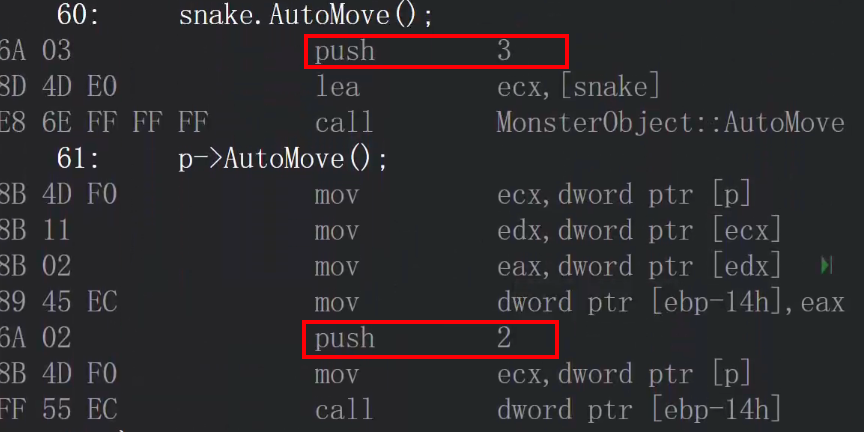 60: snake.AutoMove();
6A 03 push 3
8D 4D E0 lea ecx,[snake]
E8 6E FF FF FF call MonsterObject::AutoMove
61: p->AutoMove();
8B 4D F0 mov ecx,dword ptr [p]
8B 11 mov edx,dword ptr [ecx]
8B 02 mov eax,dword ptr [edx]
89 45 EC mov dword ptr [ebp-14h],eax
6A 02 push 2
8B 4D F0 mov ecx,dword ptr [p]
FF 55 EC call dword ptr [ebp-14h]